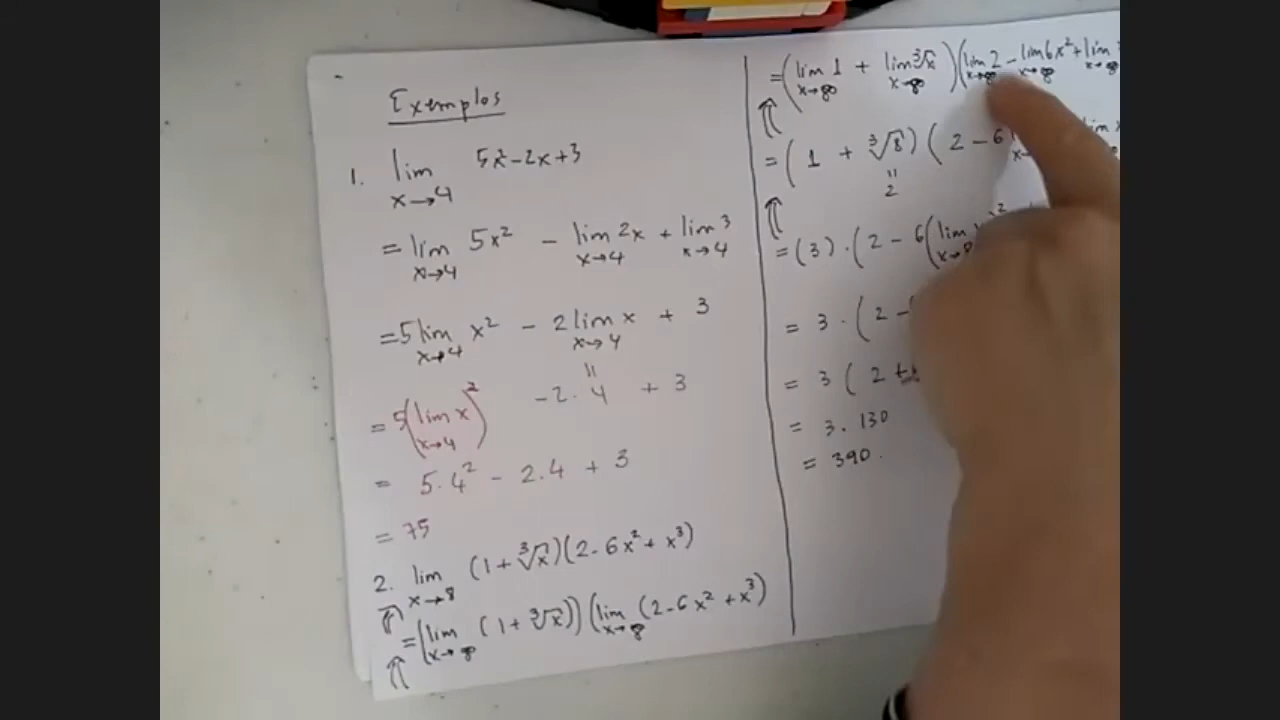 Exemplos
1. lim x→4 5x²-2x+3
= lim x→4 5x² - lim x→4 2x + lim x→4 3
= 5 lim x→4 x² - 2 lim x→4 x + 3
= 5(lim x→4 x)² - 2.4 + 3
= 5.4² - 2.4 + 3
= 75
2. lim x→8 (1+∛x)(2-6x²+x³)
= (lim x→8 (1+∛x))(lim x→8 (2-6x²+x³)
= (lim x→8 1 + lim x→8 ∛x)(lim x→8 2 - lim x→8 6x² + lim x→8
= (1 + ∛8)(2 - 6
= 2
= (3).(2 - 6(lim x→8
= 3.(2 -
= 3(2 +
= 3.130
= 390.